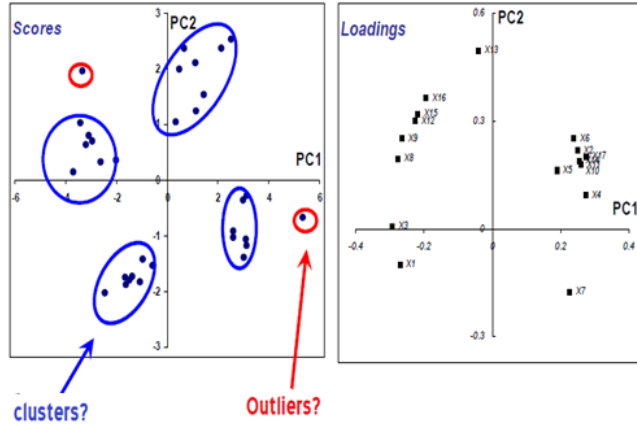 Scores
PC2
PC1
3
2
1
0
-1
-2
-3
-6
-4
-2
0
2
4
6
clusters?
Outliers?
Loadings
PC2
PC1
0.6
0.3
0
-0.3
-0.4
-0.2
0
0.2
0.4
X13
X16
X15
X12
X9
X8
X3
X1
X6
X2
X17
X5
X10
X4
X7